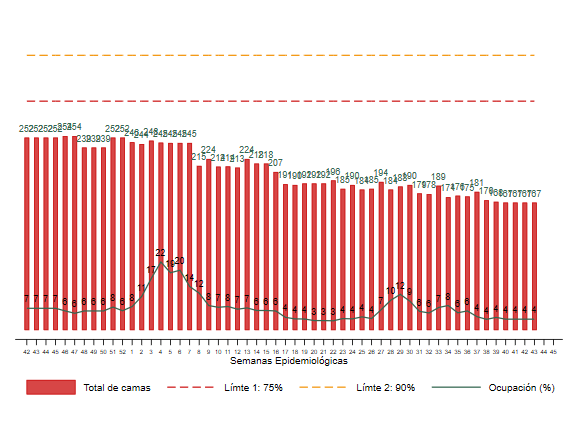 252 252 252 252 254 254 239 239 239 252 252 246 244 248 245 245 245 245 215 224 214 214 213 224 218 218 207 191 190 192 192 192 196 185 190 184 185 194 184 188 190 179 178 189 174 176 175 181 170 168 167 167 167 167
7 7 7 7 6 6 6 6 6 8 6 8 11 17 22 19 20 14 12 8 7 8 7 7 6 6 6 4 4 4 3 3 3 4 4 4 4 7 10 12 9 6 6 7 8 6 6 4 4 4 4 4 4 4
42 43 44 45 46 47 48 49 50 51 52 1 2 3 4 5 6 7 8 9 10 11 12 13 14 15 16 17 18 19 20 21 22 23 24 25 26 27 28 29 30 31 32 33 34 35 36 37 38 39 40 41 42 43 44 45
Semanas Epidemiológicas
Total de camas Límte 1: 75% Límte 2: 90% Ocupación (%)